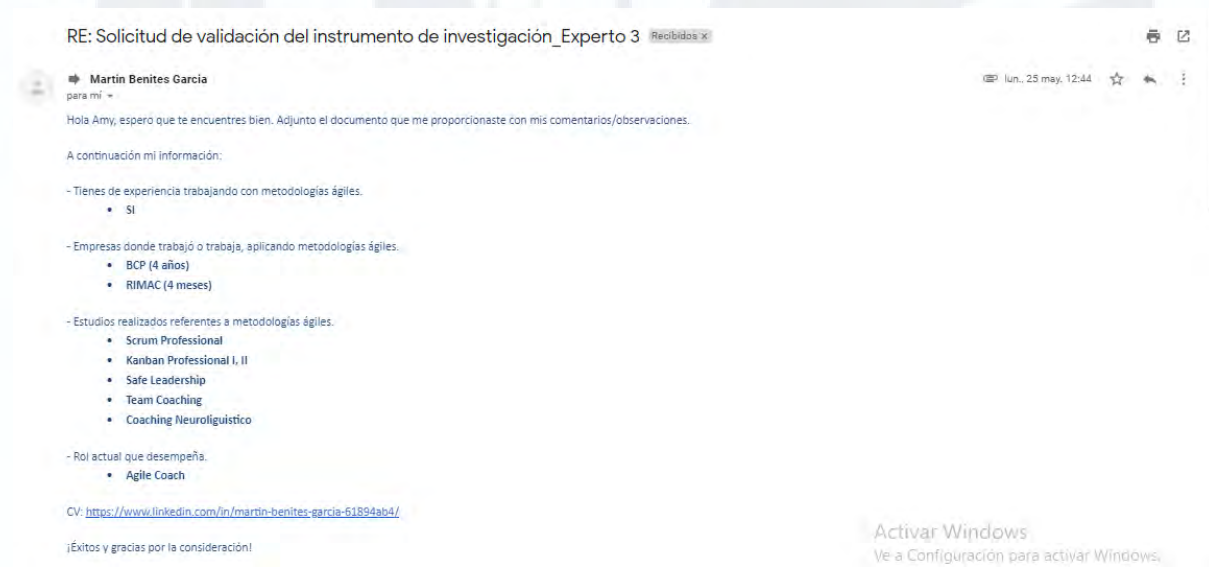 RE: Solicitud de validación del instrumento de investigación_Experto 3 Recibidos x
Martin Benites Garcia
lun., 25 may. 12:44
para mí
Hola Amy, espero que te encuentres bien. Adjunto el documento que me proporcionaste con mis comentarios/observaciones.
A continuación mi información:
- Tienes de experiencia trabajando con metodologías ágiles.
• SI
- Empresas donde trabajó o trabaja, aplicando metodologías ágiles.
• BCP (4 años)
• RIMAC (4 meses)
- Estudios realizados referentes a metodologías ágiles.
• Scrum Professional
• Kanban Professional I, II
• Safe Leadership
• Team Coaching
• Coaching Neuroliguistico
- Rol actual que desempeña.
• Agile Coach
CV: https://www.linkedin.com/in/martin-benites-garcia-61894ab4/
¡Éxitos y gracias por la consideración!
Activar Windows
Ve a Configuración para activar Windows.